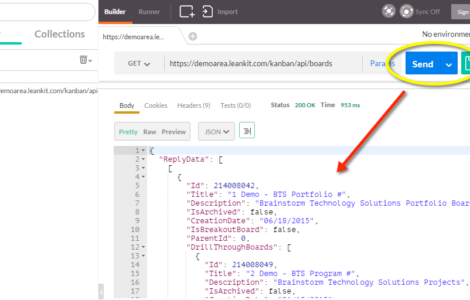 Builder Runner Import Sync Off Sign In
Collections
https://demoarea.le...
No environmen
GET https://demoarea.leankit.com/kanban/api/boards Params Send
emoarea.leankit.com/kanban/api
Body Cookies Headers (9) Tests (0/0) Status 200 OK Time 953 ms
Pretty Raw Preview JSON
1 {
2 "ReplyData": [
3 [
4 {
5 "Id": 214008042,
6 "Title": "1 Demo - BTS Portfolio #",
7 "Description": "Brainstorm Technology Solutions Portfolio Boar
8 "IsArchived": false,
9 "CreationDate": "06/18/2015",
10 "IsBreakoutBoard": false,
11 "ParentId": 0,
12 "DrillThroughBoards": [
13 {
14 "Id": 214008049,
15 "Title": "2 Demo - BTS Program #",
16 "Description": "Brainstorm Technology Solutions Projects",
17 "IsArchived": false,